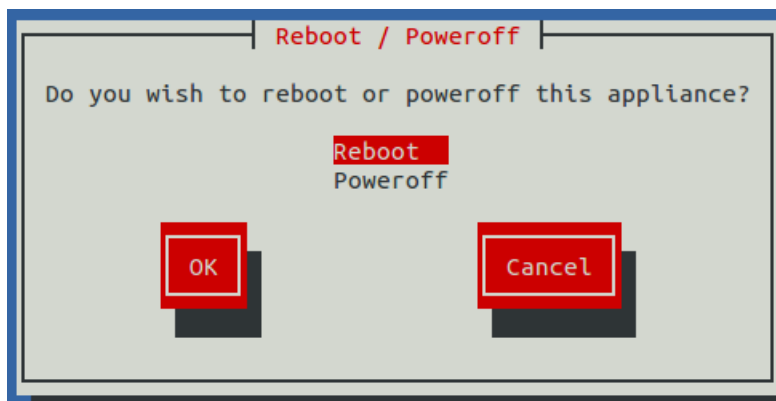 Reboot / Poweroff
Do you wish to reboot or poweroff this appliance?
Reboot
Poweroff
OK Cancel